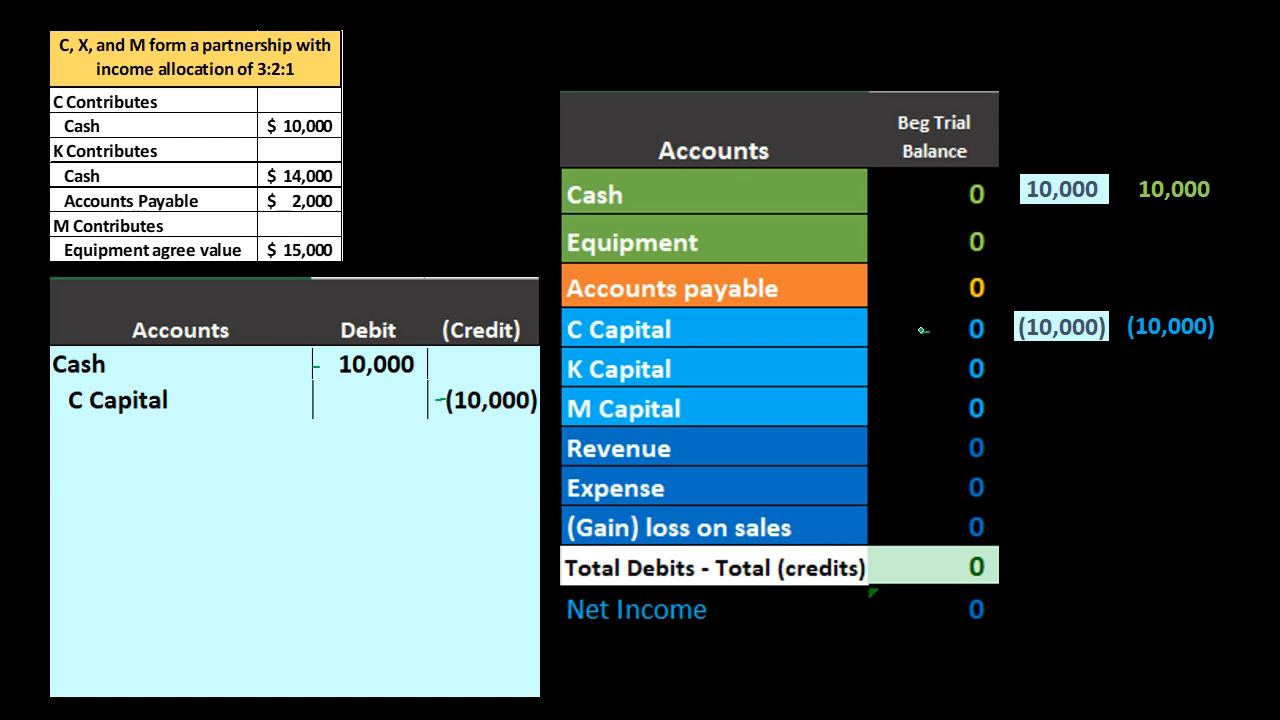 C, X, and M form a partnership with
income allocation of 3:2:1
C Contributes
Cash $ 10,000
K Contributes
Cash $ 14,000
Accounts Payable $ 2,000
M Contributes
Equipment agree value $ 15,000
Accounts Debit (Credit)
Cash 10,000
C Capital (10,000)
Accounts Beg Trial
Balance
Cash 0 10,000 10,000
Equipment 0
Accounts payable 0
C Capital 0 (10,000) (10,000)
K Capital 0
M Capital 0
Revenue 0
Expense 0
(Gain) loss on sales 0
Total Debits - Total (credits) 0
Net Income 0